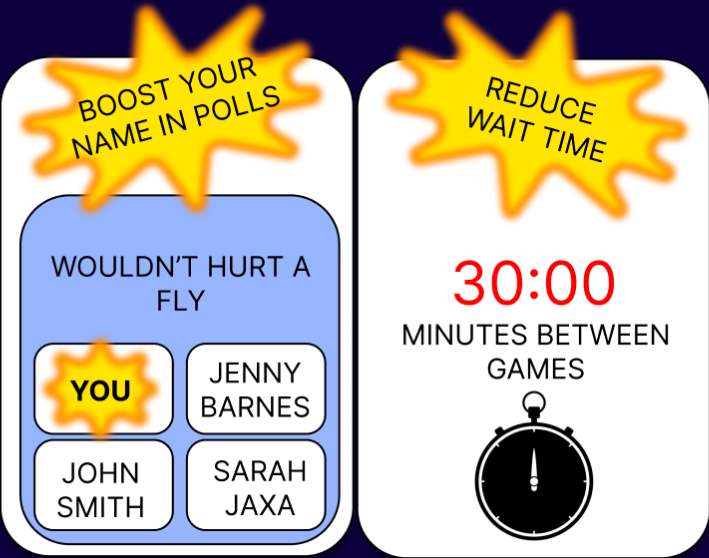 BOOST YOUR
NAME IN POLLS
WOULDN'T HURT A
FLY
YOU
JENNY
BARNES
JOHN
SMITH
SARAH
JAXA
REDUCE
WAIT TIME
30:00
MINUTES BETWEEN
GAMES